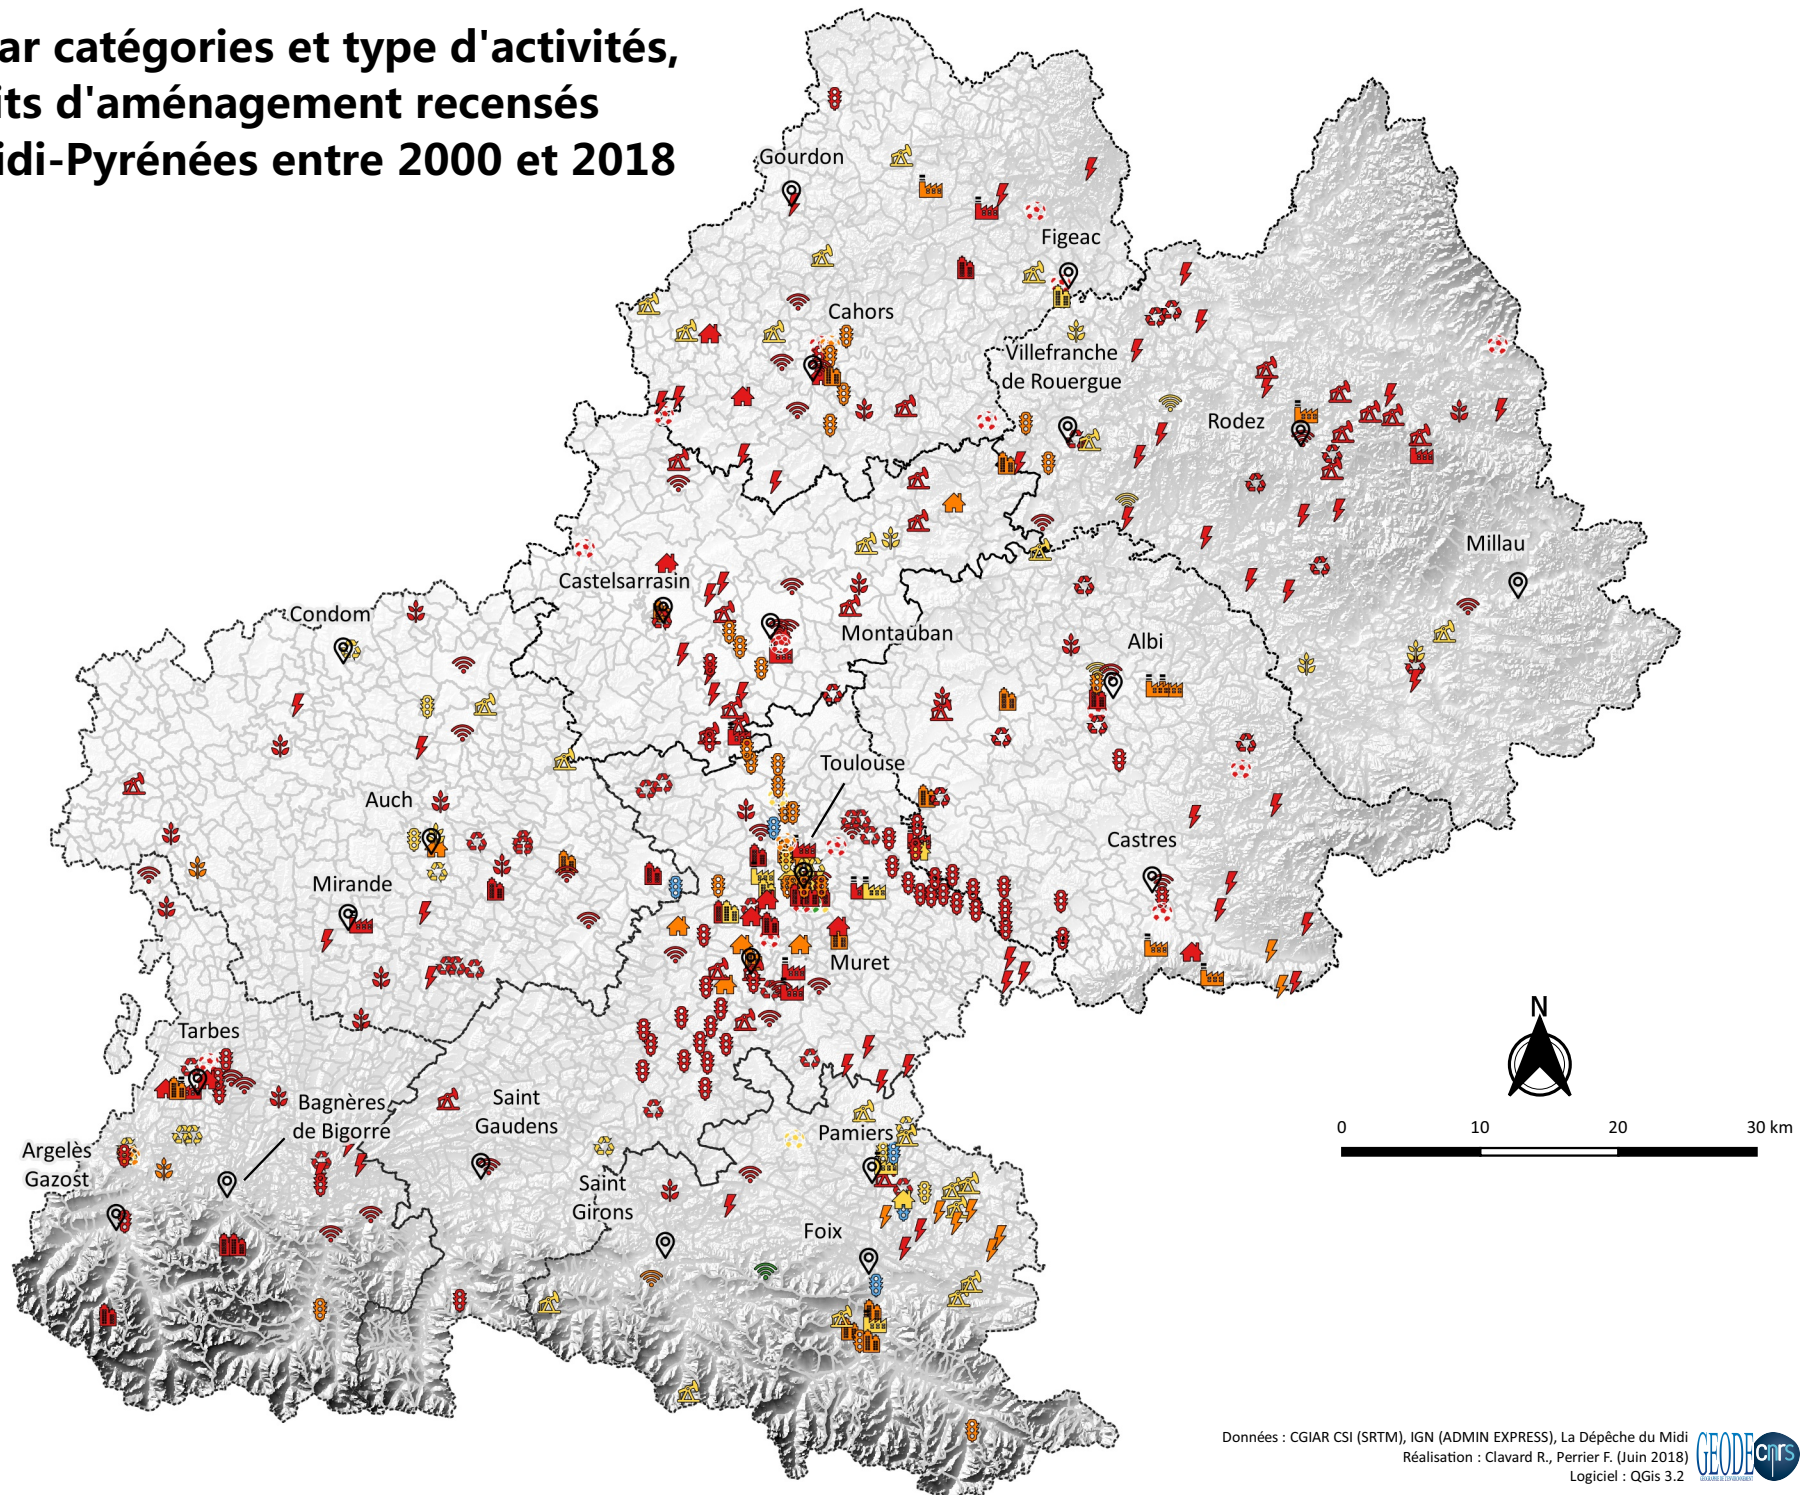 ar catégories et type d'activités,
its d'aménagement recensés
idi-Pyrénées entre 2000 et 2018
Gourdon
Figeac
Cahors
Villefranche
de Rouergue
Rodez
Millau
Castelsarrasin
Condom
Montauban
Albi
Toulouse
Auch
Castres
Mirande
Muret
N
Tarbes
Bagnères
de Bigorre
Saint
Gaudens
Pamiers
0 10 20 30 km
Argelès
Gazost
Saint
Girons
Foix
Données : CGIAR CSI (SRTM), IGN (ADMIN EXPRESS), La Dépêche du Midi
Réalisation : Clavard R., Perrier F. (Juin 2018)
Logiciel : QGis 3.2
GEODE
cnrs